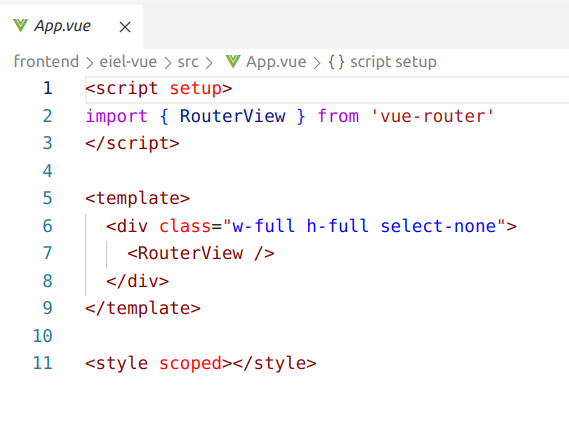 App.vue ×
frontend > eiel-vue > src > App.vue > {} script setup
1 <script setup>
2 import { RouterView } from 'vue-router'
3 </script>
4
5 <template>
6   <div class="w-full h-full select-none">
7     <RouterView />
8   </div>
9 </template>
10
11 <style scoped></style>